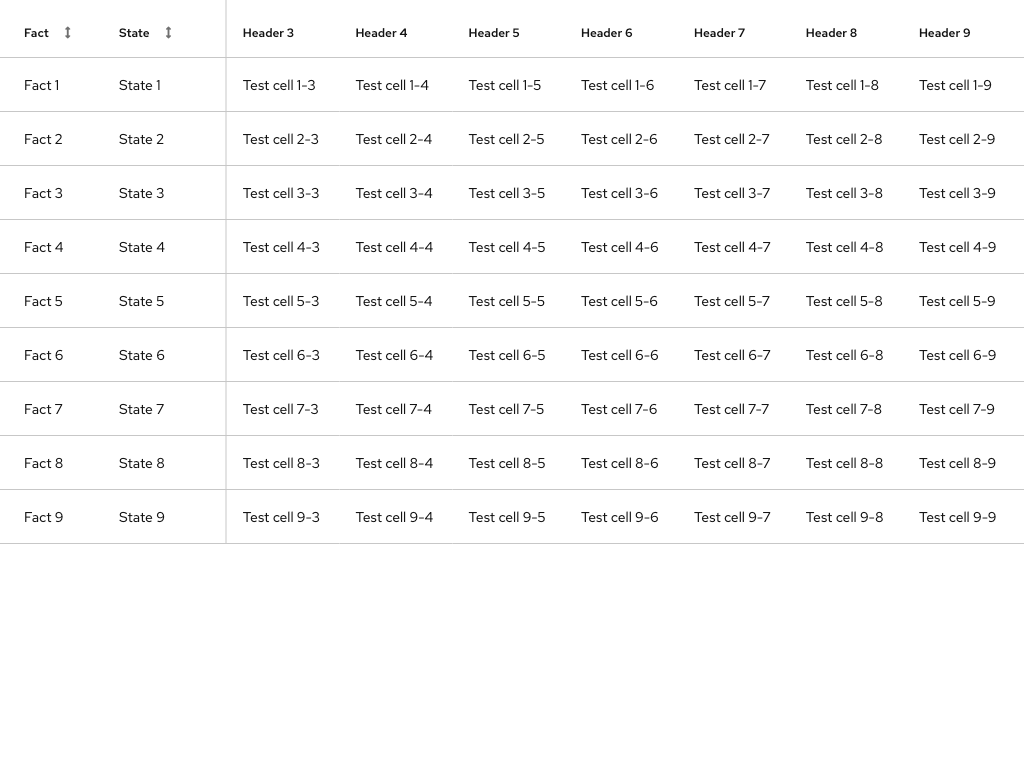 Fact State Header 3 Header 4 Header 5 Header 6 Header 7 Header 8 Header 9
Fact 1 State 1 Test cell 1-3 Test cell 1-4 Test cell 1-5 Test cell 1-6 Test cell 1-7 Test cell 1-8 Test cell 1-9
Fact 2 State 2 Test cell 2-3 Test cell 2-4 Test cell 2-5 Test cell 2-6 Test cell 2-7 Test cell 2-8 Test cell 2-9
Fact 3 State 3 Test cell 3-3 Test cell 3-4 Test cell 3-5 Test cell 3-6 Test cell 3-7 Test cell 3-8 Test cell 3-9
Fact 4 State 4 Test cell 4-3 Test cell 4-4 Test cell 4-5 Test cell 4-6 Test cell 4-7 Test cell 4-8 Test cell 4-9
Fact 5 State 5 Test cell 5-3 Test cell 5-4 Test cell 5-5 Test cell 5-6 Test cell 5-7 Test cell 5-8 Test cell 5-9
Fact 6 State 6 Test cell 6-3 Test cell 6-4 Test cell 6-5 Test cell 6-6 Test cell 6-7 Test cell 6-8 Test cell 6-9
Fact 7 State 7 Test cell 7-3 Test cell 7-4 Test cell 7-5 Test cell 7-6 Test cell 7-7 Test cell 7-8 Test cell 7-9
Fact 8 State 8 Test cell 8-3 Test cell 8-4 Test cell 8-5 Test cell 8-6 Test cell 8-7 Test cell 8-8 Test cell 8-9
Fact 9 State 9 Test cell 9-3 Test cell 9-4 Test cell 9-5 Test cell 9-6 Test cell 9-7 Test cell 9-8 Test cell 9-9